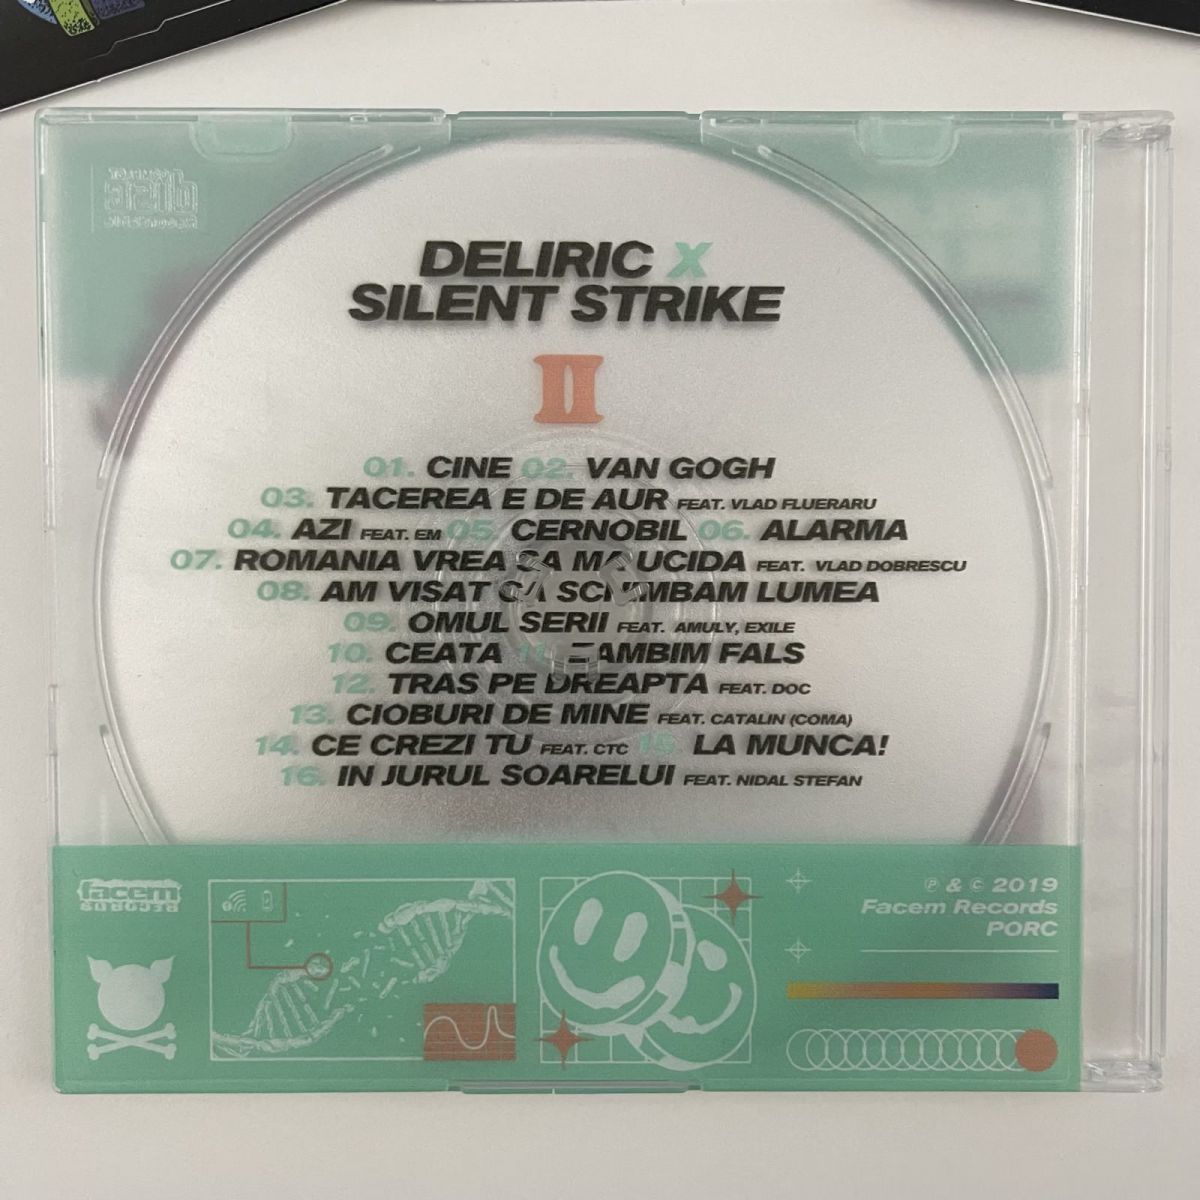 DELIRIC X
SILENT STRIKE
II
01. CINE 02. VAN GOGH
03. TACEREA E DE AUR FEAT. VLAD FLUERARU
04. AZI FEAT. EM 05. CERNOBIL 06. ALARMA
07. ROMANIA VREA SA MA UCIDA FEAT. VLAD DOBRESCU
08. AM VISAT CA SCHIMBAM LUMEA
09. OMUL SERII FEAT. AMULY, EXILE
10. CEATA 11. ZAMBIM FALS
12. TRAS PE DREAPTA FEAT. DOC
13. CIOBURI DE MINE FEAT. CATALIN (COMA)
14. CE CREZI TU FEAT. CTC 15. LA MUNCA!
16. IN JURUL SOARELUI FEAT. NIDAL STEFAN
facem
RECORDS
℗ & © 2019
Facem Records
PORC